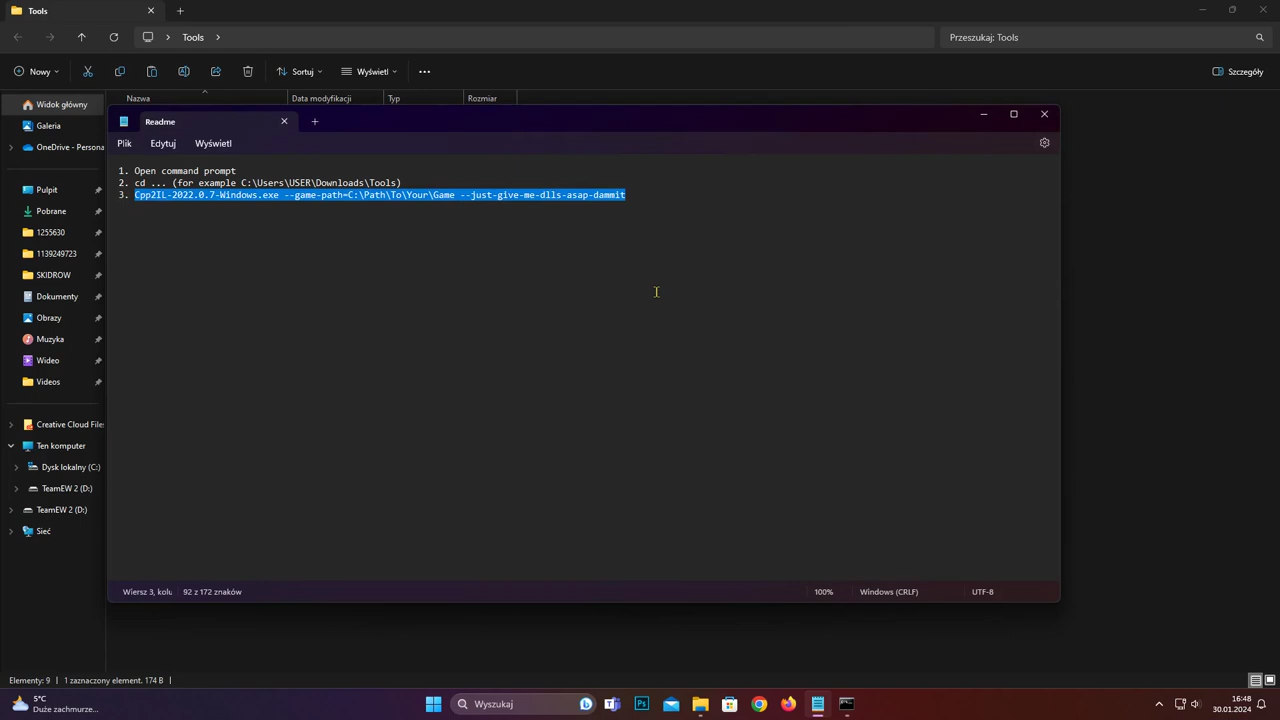 Tools
Tools
Przeszukaj: Tools
Nowy
Sortuj
Wyświetl
Szczegóły
Nazwa
Data modyfikacji
Typ
Rozmiar
Widok główny
Galeria
OneDrive - Persona
Pulpit
Pobrane
1255630
1139249723
SKIDROW
Dokumenty
Obrazy
Muzyka
Wideo
Videos
Creative Cloud Files
Ten komputer
Dysk lokalny (C:)
TeamEW 2 (D:)
TeamEW 2 (D:)
Sieć
Readme
Plik Edytuj Wyświetl
1. Open command prompt
2. cd ... (for example C:\Users\USER\Downloads\Tools)
3. Cpp2IL-2022.0.7-Windows.exe --game-path=C:\Path\To\Your\Game --just-give-me-dlls-asap-dammit
Wiersz 3, kolu
92 z 172 znaków
100%
Windows (CRLF)
UTF-8
Elementy: 9
1 zaznaczony element. 174 B
5°C
Duże zachmurze...
Wyszukaj
Ps
16:48
30.01.2024